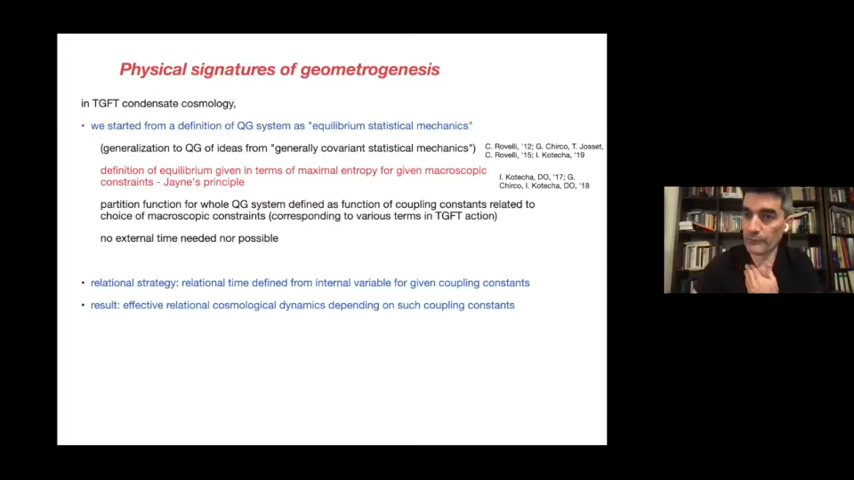 Physical signatures of geometrogenesis
in TGFT condensate cosmology,
• we started from a definition of QG system as "equilibrium statistical mechanics"
(generalization to QG of ideas from "generally covariant statistical mechanics")
C. Rovelli, '12; G. Chirco, T. Josset,
C. Rovelli, '15; I. Kotecha, '19
definition of equilibrium given in terms of maximal entropy for given macroscopic
constraints - Jayne's principle
I. Kotecha, DO, '17; G.
Chirco, I. Kotecha, DO, '18
partition function for whole QG system defined as function of coupling constants related to
choice of macroscopic constraints (corresponding to various terms in TGFT action)
no external time needed nor possible
• relational strategy: relational time defined from internal variable for given coupling constants
• result: effective relational cosmological dynamics depending on such coupling constants